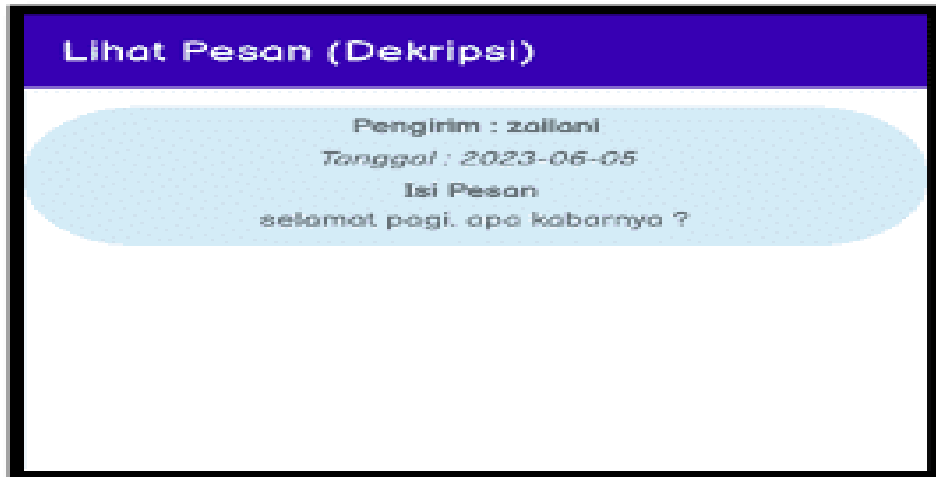 Lihat Pesan (Dekripsi)
Pengirim : zailani
Tanggal : 2023-06-05
Isi Pesan
selamat pagi. apa kabarnya ?